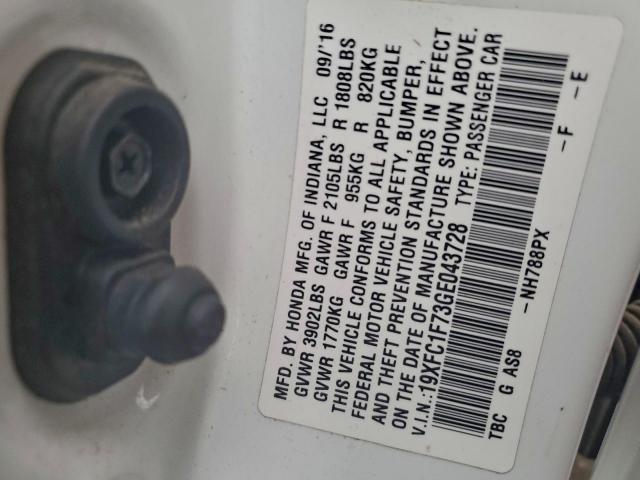 MFD. BY HONDA MFG. OF INDIANA, LLC 09/'16
GVWR 3902LBS GAWR F 2105LBS R 1808LBS
GVWR 1770KG GAWR F 955KG R 820KG
THIS VEHICLE CONFORMS TO ALL APPLICABLE
FEDERAL MOTOR VEHICLE SAFETY, BUMPER,
AND THEFT PREVENTION STANDARDS IN EFFECT
ON THE DATE OF MANUFACTURE SHOWN ABOVE.
V.I.N.:19XFC1F73GE043728 TYPE: PASSENGER CAR
TBC G AS8 -NH788PX -F -E